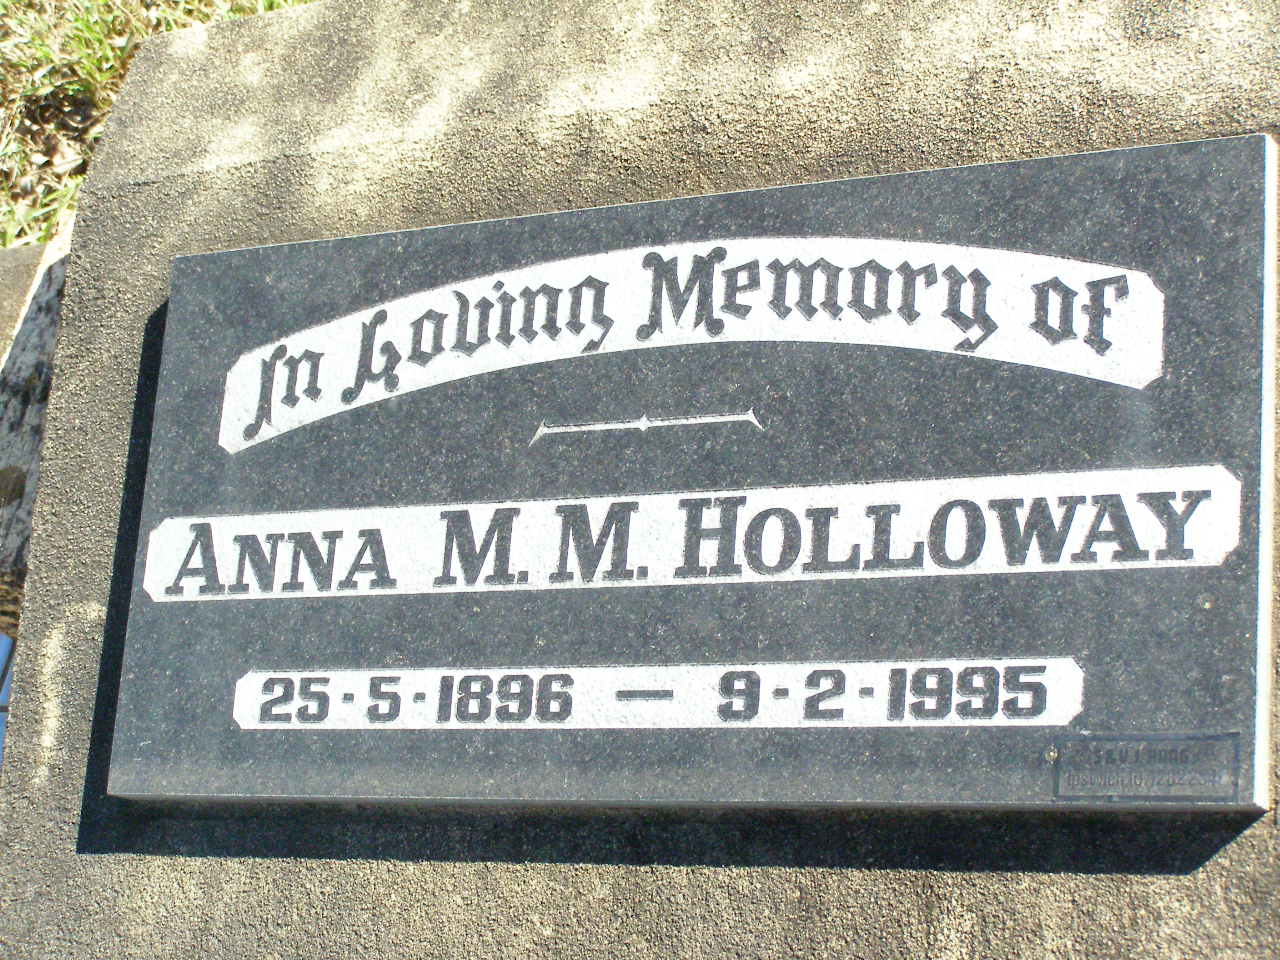 In Loving Memory of
ANNA M. M. HOLLOWAY
25·5·1896 — 9·2·1995